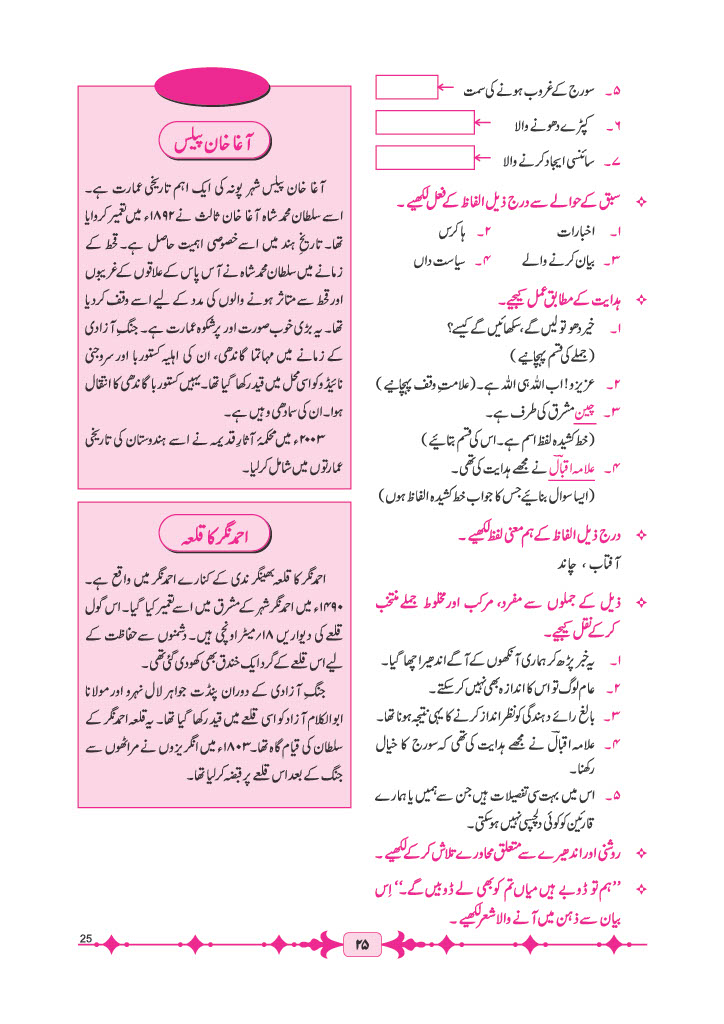 ۵۔ سورج کے غروب ہونے کی سمت
۶۔ کپڑے دھونے والا
۷۔ سائنسی ایجاد کرنے والا
سبق کے حوالے سے درج ذیل الفاظ کے فعل لکھیے ۔
۱۔ اخبارات ۲۔ ہاکرس
۳۔ بیان کرنے والے ۴۔ سیاست داں
ہدایت کے مطابق عمل کیجیے۔
۱۔ خیر دھو تو لیں گے، سکھائیں گے کیسے؟
(جملے کی قسم پہچانیے)
۲۔ عزیزو! اب اللہ ہی اللہ ہے۔ (علامتِ وقف پہچانیے)
۳۔ چین مشرق کی طرف ہے۔
(خط کشیدہ لفظ اسم ہے۔ اس کی قسم بتائیے)
۴۔ علامہ اقبالؔ نے مجھے ہدایت کی تھی۔
(ایسا سوال بنائیے جس کا جواب خط کشیدہ الفاظ ہوں)
درج ذیل الفاظ کے ہم معنی لفظ لکھیے ۔
آفتاب ، چاند
ذیل کے جملوں سے مفرد، مرکب اور مخلوط جملے منتخب
کرکے نقل کیجیے۔
۱۔ یہ خبر پڑھ کر ہماری آنکھوں کے آگے اندھیرا چھا گیا۔
۲۔ عام لوگ تو اس کا اندازہ بھی نہیں کر سکتے۔
۳۔ بالغ رائے دہندگی کو نظر انداز کرنے کا یہی نتیجہ ہونا تھا۔
۴۔ علامہ اقبالؔ نے مجھے ہدایت کی تھی کہ سورج کا خیال
رکھنا۔
۵۔ اس میں بہت سی تفصیلات ہیں جن سے ہمیں یا ہمارے
قارئین کو کوئی دلچسپی نہیں ہوسکتی۔
روشنی اور اندھیرے سے متعلق محاورے تلاش کرکے لکھیے ۔
’’ہم تو ڈوبے ہیں میاں تم کو بھی لے ڈوبیں گے۔‘‘ اِس
بیان سے ذہن میں آنے والا شعر لکھیے ۔
آغا خان پیلس
آغا خان پیلس شہر پونہ کی ایک اہم تاریخی عمارت ہے۔
اسے سلطان محمد شاہ آغا خان ثالث نے ۱۸۹۲ء میں تعمیر کروایا
تھا۔ تاریخِ ہند میں اسے خصوصی اہمیت حاصل ہے۔ قحط کے
زمانے میں سلطان محمد شاہ نے آس پاس کے علاقوں کے غریبوں
اور قحط سے متاثر ہونے والوں کی مدد کے لیے اسے وقف کر دیا
تھا۔ یہ بڑی خوب صورت اور پرشکوہ عمارت ہے۔ جنگِ آزادی
کے زمانے میں مہاتما گاندھی، ان کی اہلیہ کستوربا اور سروجنی
نائیڈو کو اسی محل میں قید رکھا گیا تھا۔ یہیں کستوربا گاندھی کا انتقال
ہوا۔ ان کی سمادھی وہیں ہے۔
۲۰۰۳ء میں محکمۂ آثارِ قدیمہ نے اسے ہندوستان کی تاریخی
عمارتوں میں شامل کرلیا۔
احمد نگر کا قلعہ
احمد نگر کا قلعہ بھینگر ندی کے کنارے احمد نگر میں واقع ہے۔
۱۴۹۰ء میں احمد نگر شہر کے مشرق میں اسے تعمیر کیا گیا۔ اس گول
قلعے کی دیواریں ۱۸؍میٹر اونچی ہیں۔ دشمنوں سے حفاظت کے
لیے اس قلعے کے گرد ایک خندق بھی کھودی گئی تھی۔
جنگِ آزادی کے دوران پنڈت جواہر لال نہرو اور مولانا
ابوالکلام آزاد کو اسی قلعے میں قید رکھا گیا تھا۔ یہ قلعہ احمد نگر کے
سلطان کی قیام گاہ تھا۔ ۱۸۰۳ء میں انگریزوں نے مراٹھوں سے
جنگ کے بعد اس قلعے پر قبضہ کرلیا تھا۔
25
۲۵